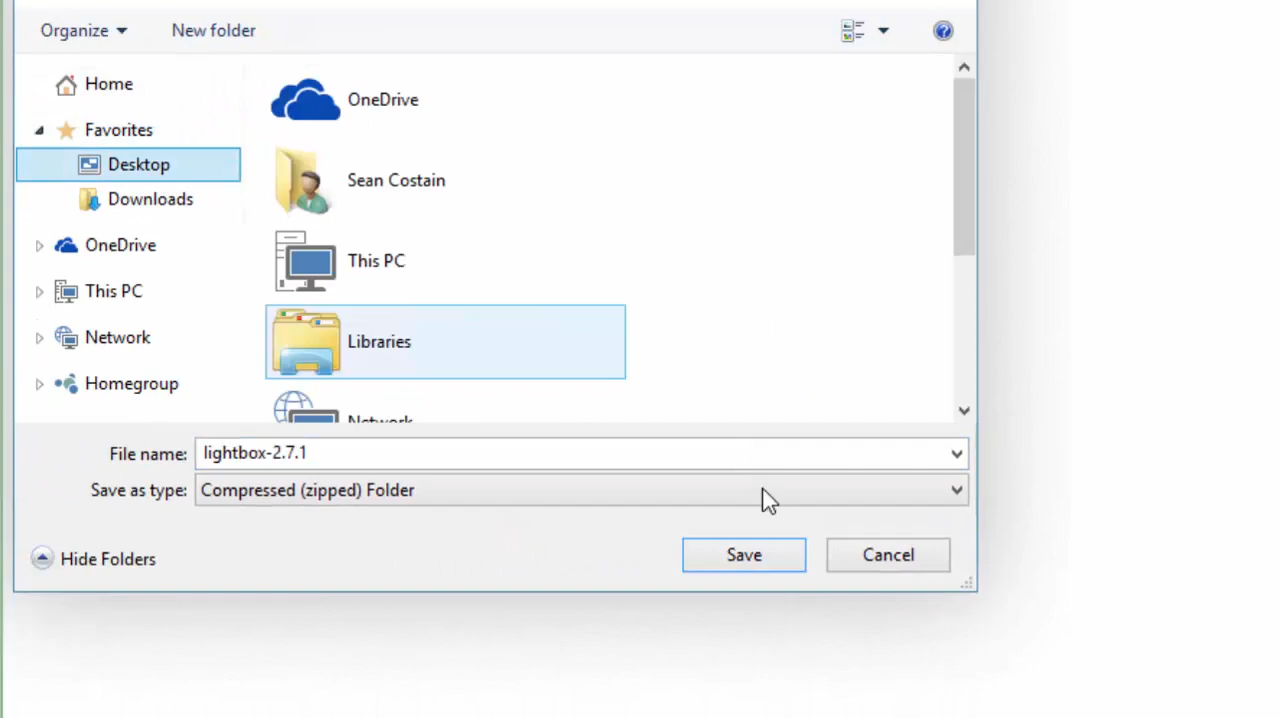 Organize
New folder
Home
Favorites
Desktop
Downloads
OneDrive
This PC
Network
Homegroup
OneDrive
Sean Costain
This PC
Libraries
Network
File name:
lightbox-2.7.1
Save as type:
Compressed (zipped) Folder
Hide Folders
Save
Cancel